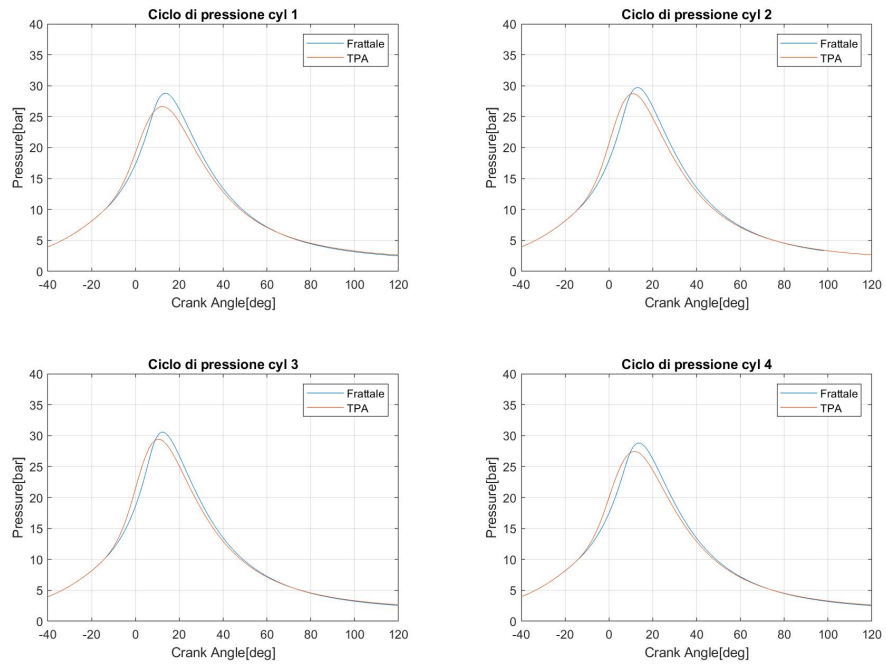 Ciclo di pressione cyl 1
40
35
30
25
20
15
10
5
0
Pressure[bar]
Frattale
TPA
-40 -20 0 20 40 60 80 100 120
Crank Angle[deg]
Ciclo di pressione cyl 2
40
35
30
25
20
15
10
5
0
Pressure[bar]
Frattale
TPA
-40 -20 0 20 40 60 80 100 120
Crank Angle[deg]
Ciclo di pressione cyl 3
40
35
30
25
20
15
10
5
0
Pressure[bar]
Frattale
TPA
-40 -20 0 20 40 60 80 100 120
Crank Angle[deg]
Ciclo di pressione cyl 4
40
35
30
25
20
15
10
5
0
Pressure[bar]
Frattale
TPA
-40 -20 0 20 40 60 80 100 120
Crank Angle[deg]